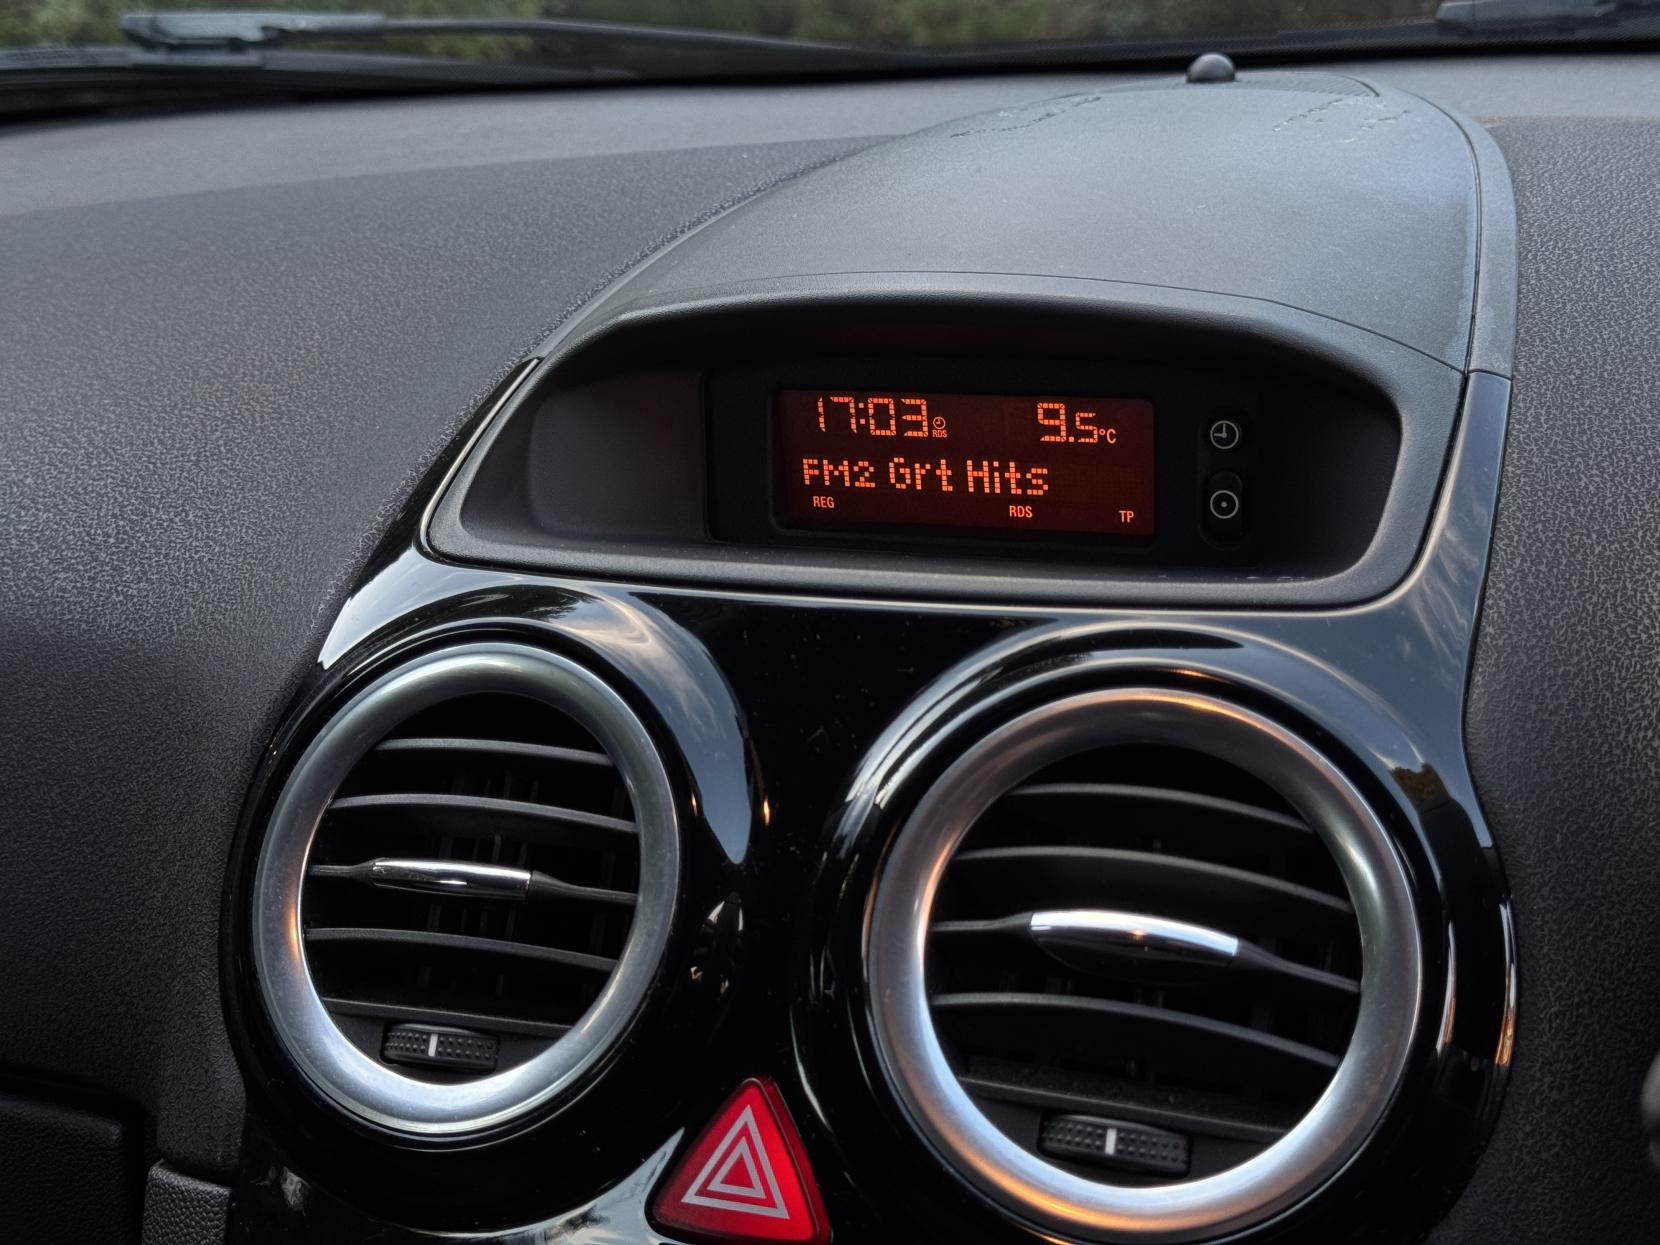 17:03 RDS 9.5°C
FM2 Grt Hits
REG RDS TP